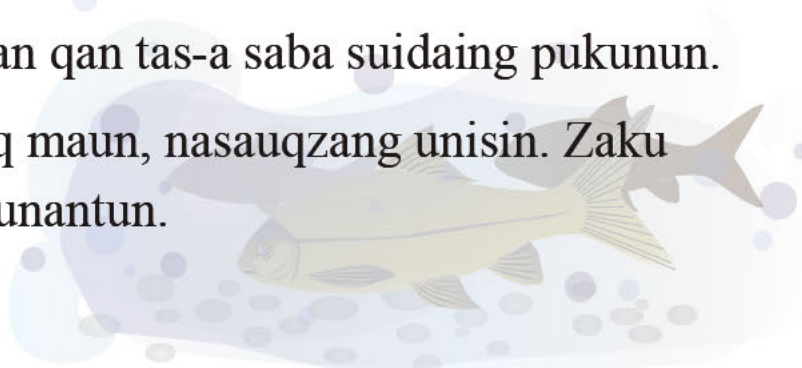 an qan tas-a saba suidaing pukunun.
q maun, nasauqzang unisin. Zaku
unantun.